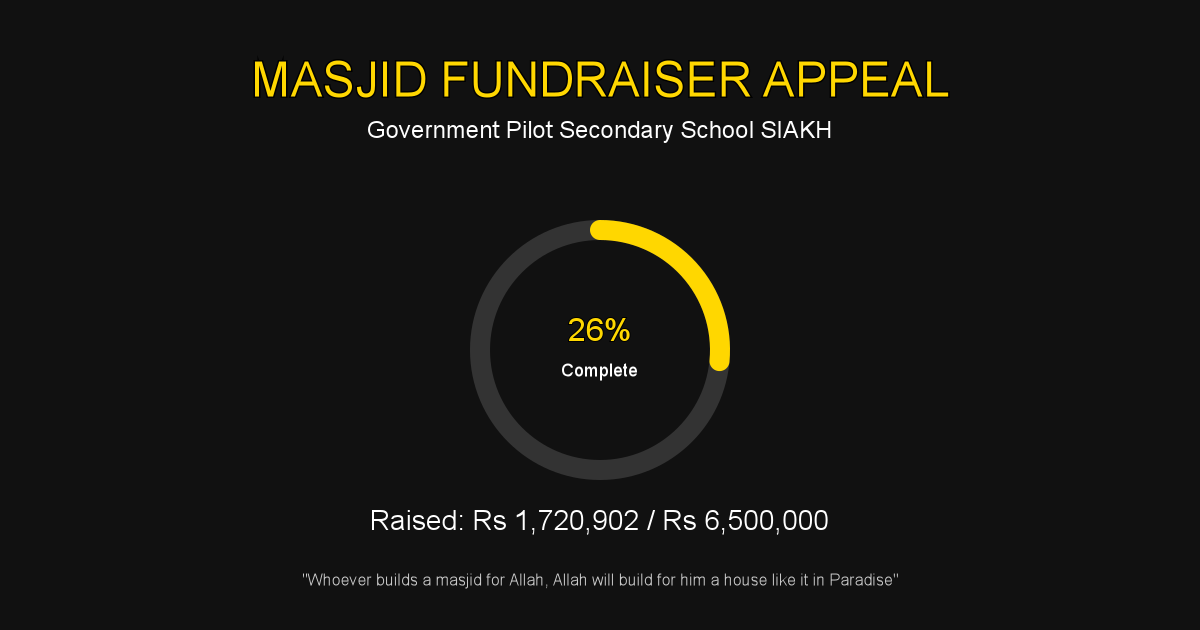 MASJID FUNDRAISER APPEAL
Government Pilot Secondary School SIAKH
26%
Complete
Raised: Rs 1,720,902 / Rs 6,500,000
"Whoever builds a masjid for Allah, Allah will build for him a house like it in Paradise"